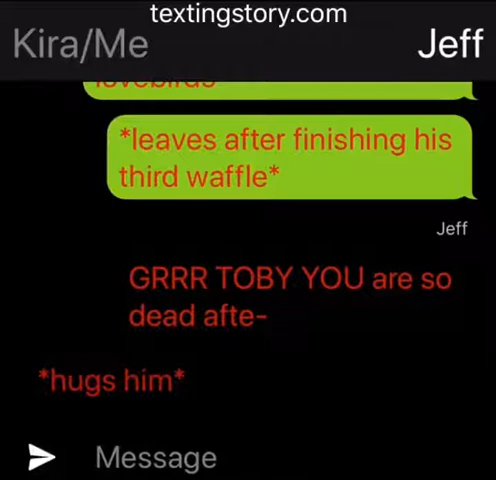 textingstory.com
Kira/Me
Jeff
lovebirds
*leaves after finishing his
third waffle*
Jeff
GRRR TOBY YOU are so
dead afte-
*hugs him*
Message